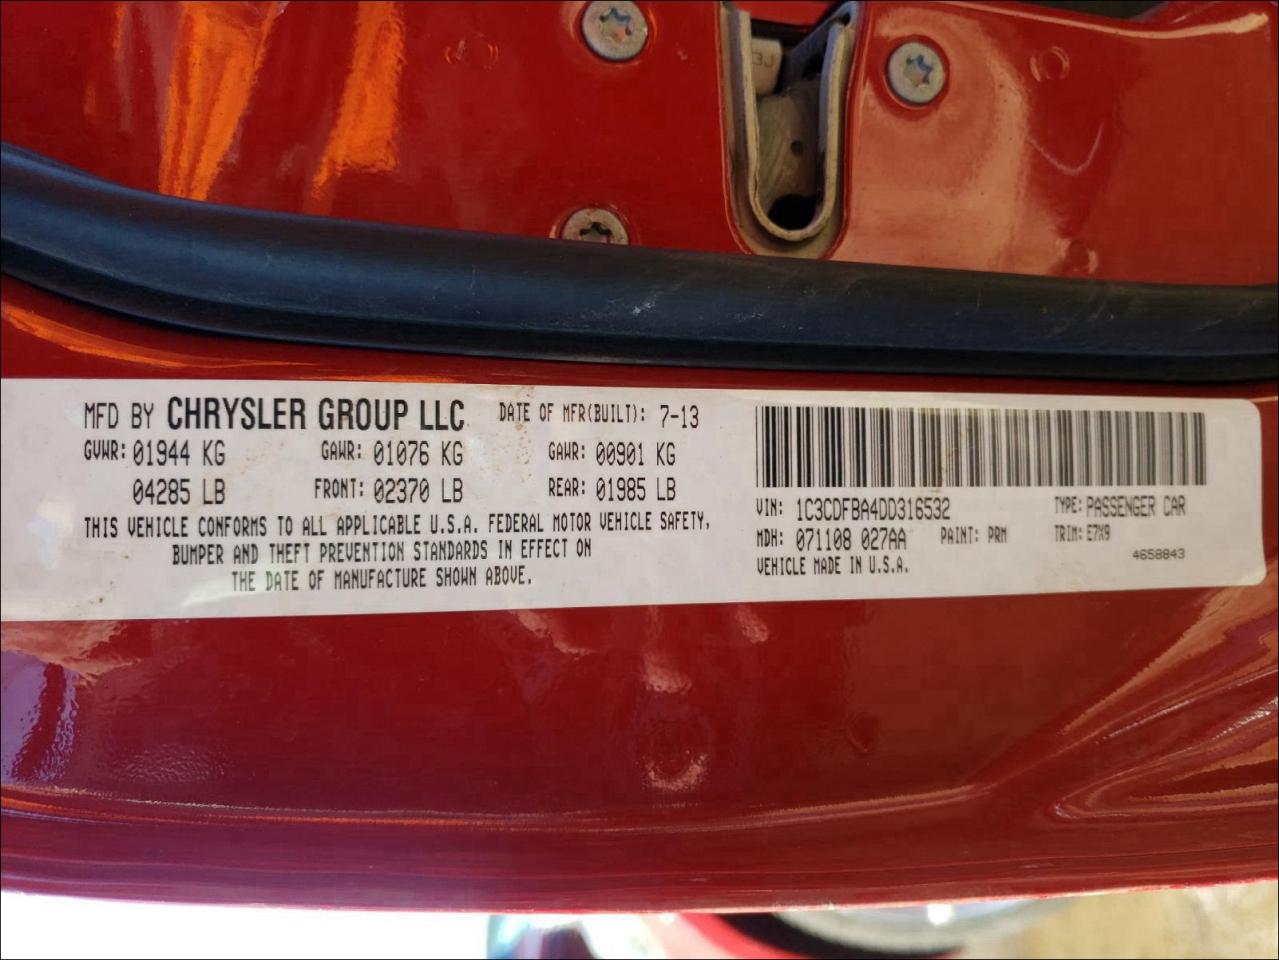 MFD BY CHRYSLER GROUP LLC DATE OF MFR(BUILT): 7-13
GVWR: 01944 KG GAWR: 01076 KG GAWR: 00901 KG
04285 LB FRONT: 02370 LB REAR: 01985 LB
THIS VEHICLE CONFORMS TO ALL APPLICABLE U.S.A. FEDERAL MOTOR VEHICLE SAFETY,
BUMPER AND THEFT PREVENTION STANDARDS IN EFFECT ON
THE DATE OF MANUFACTURE SHOWN ABOVE.
VIN: 1C3CDFBA4DD316532 TYPE: PASSENGER CAR
MDH: 071108 027AA PAINT: PRM TRIM: E7X9
VEHICLE MADE IN U.S.A. 4658843